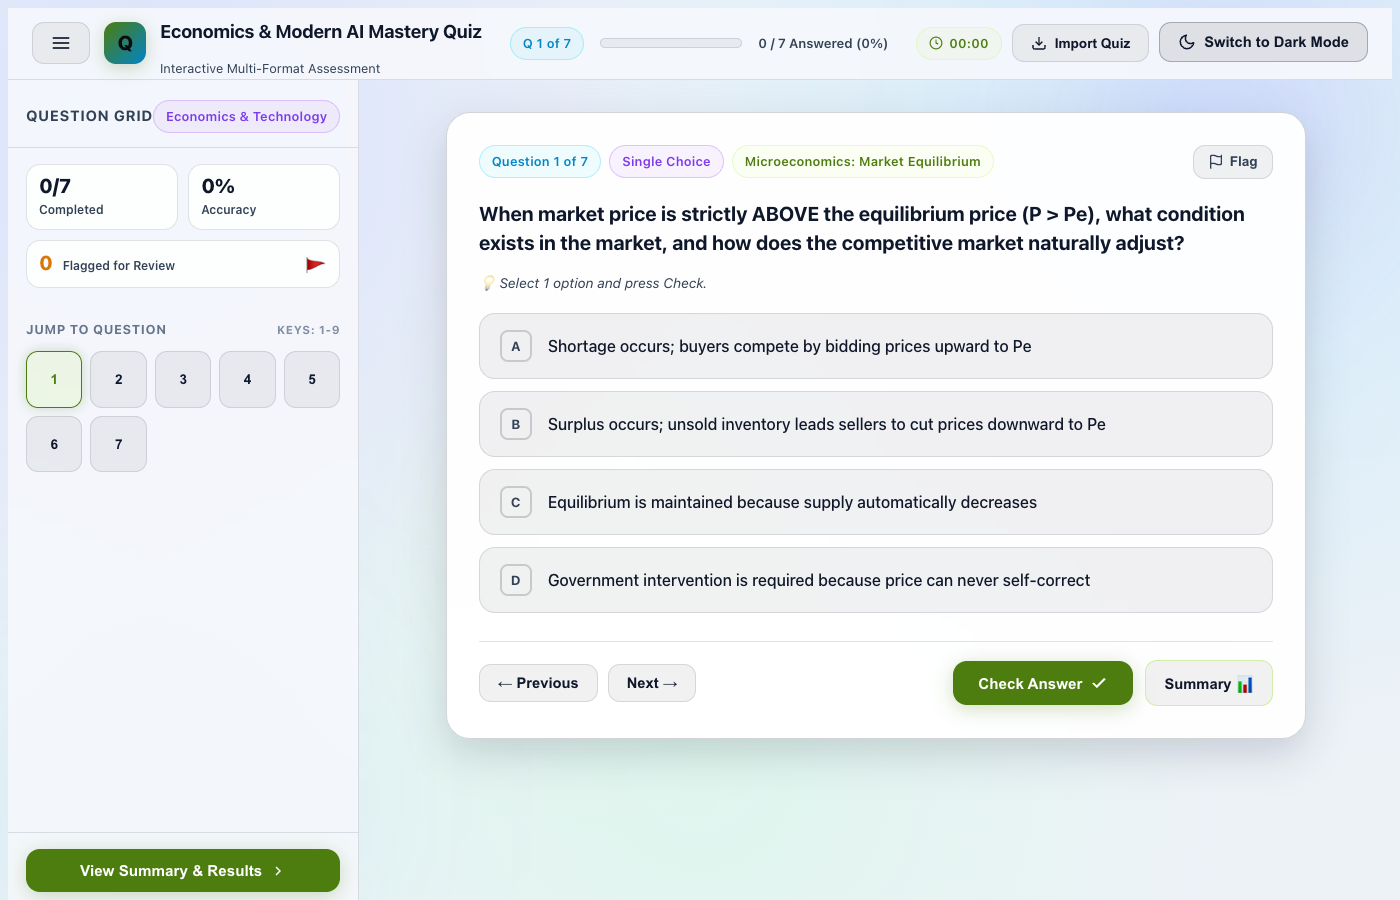 Q
Economics & Modern AI Mastery Quiz
Interactive Multi-Format Assessment
Q 1 of 7
0 / 7 Answered (0%)
00:00
Import Quiz
Switch to Dark Mode
QUESTION GRID
Economics & Technology
0/7
Completed
0%
Accuracy
0 Flagged for Review
JUMP TO QUESTION
KEYS: 1-9
1
2
3
4
5
6
7
View Summary & Results
Question 1 of 7
Single Choice
Microeconomics: Market Equilibrium
Flag
When market price is strictly ABOVE the equilibrium price (P > Pe), what condition
exists in the market, and how does the competitive market naturally adjust?
Select 1 option and press Check.
A Shortage occurs; buyers compete by bidding prices upward to Pe
B Surplus occurs; unsold inventory leads sellers to cut prices downward to Pe
C Equilibrium is maintained because supply automatically decreases
D Government intervention is required because price can never self-correct
← Previous
Next →
Check Answer
Summary